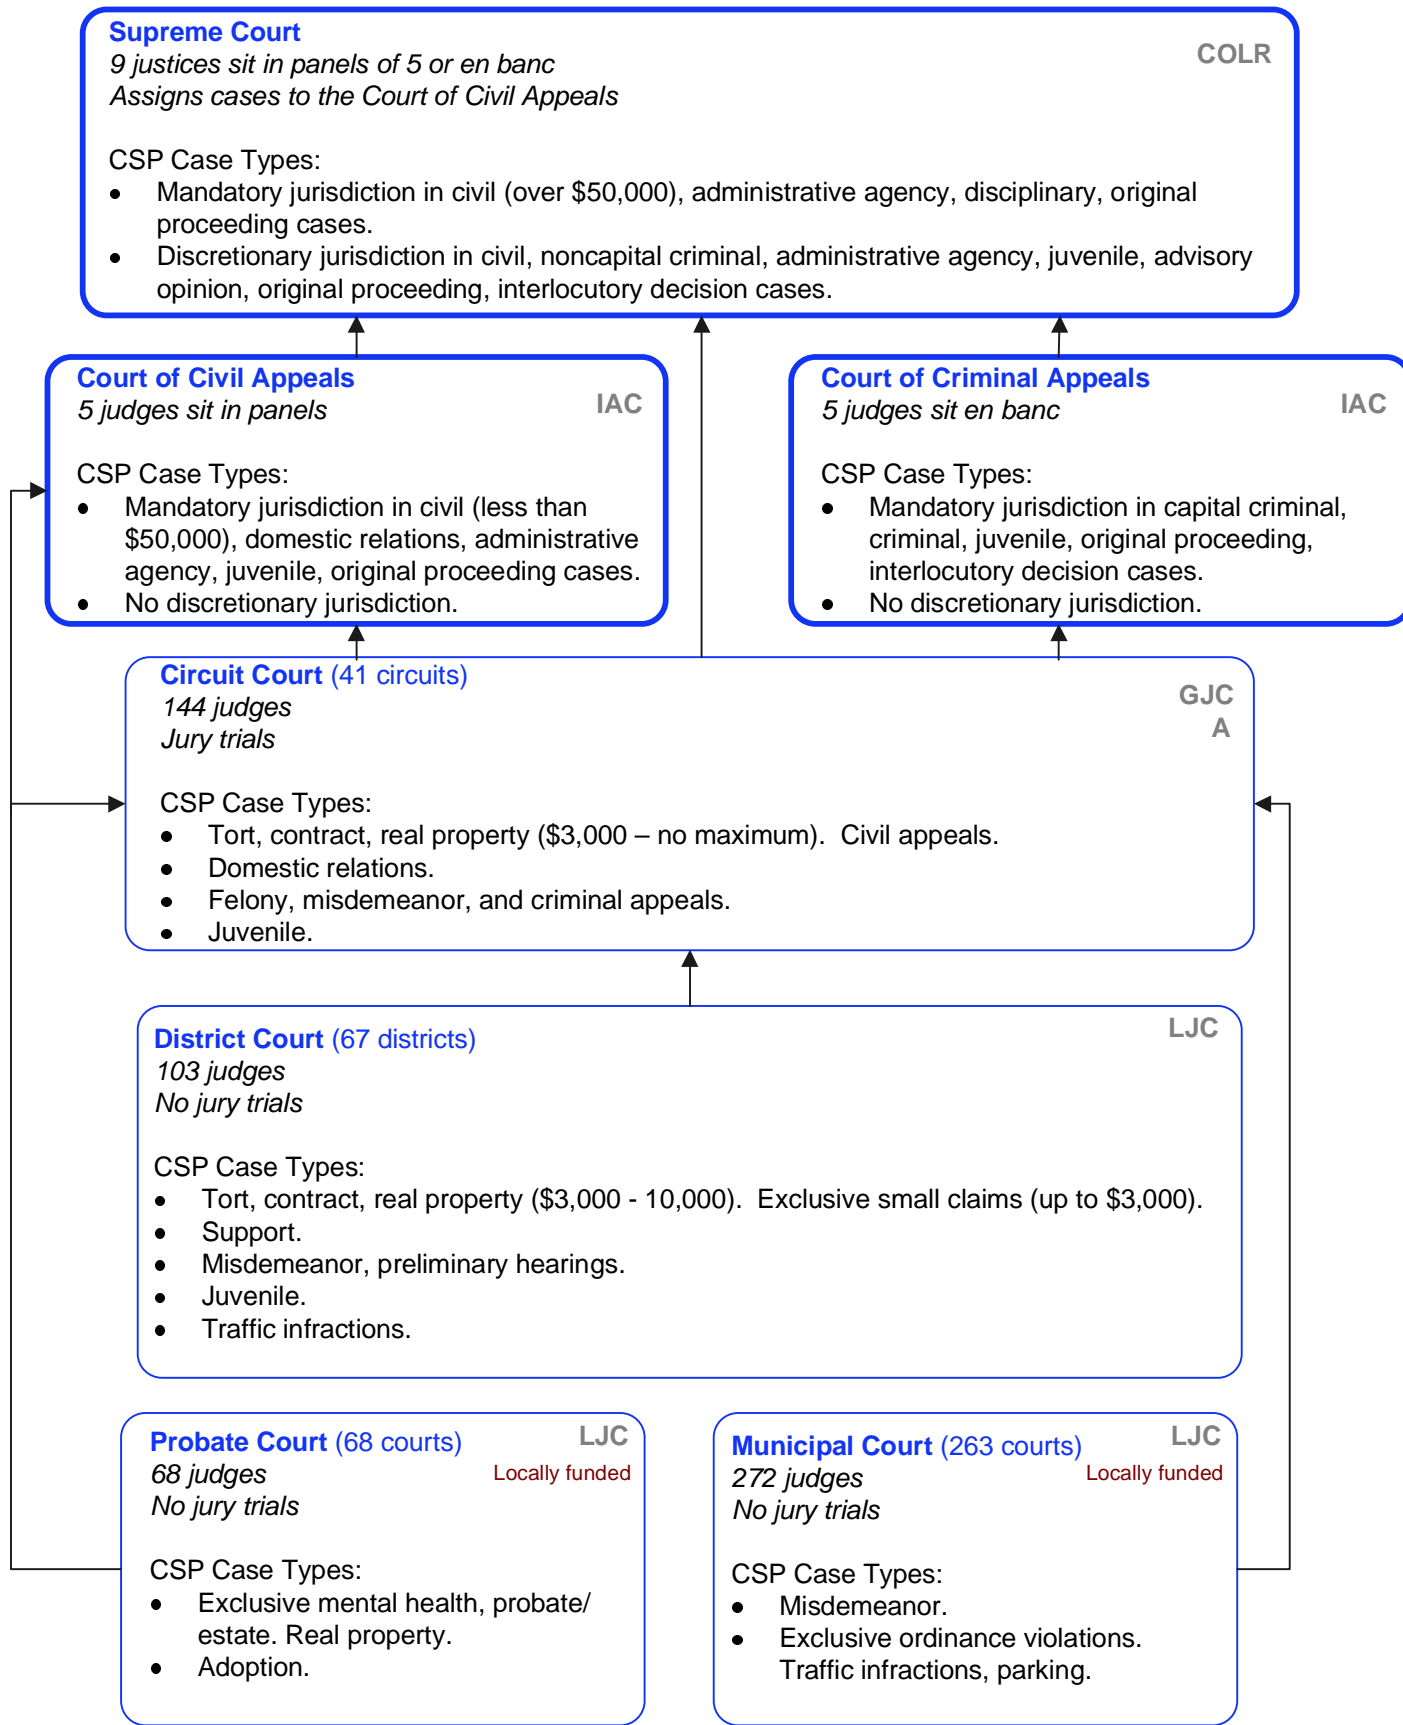 Supreme Court
COLR
9 justices sit in panels of 5 or en banc
Assigns cases to the Court of Civil Appeals
CSP Case Types:
● Mandatory jurisdiction in civil (over $50,000), administrative agency, disciplinary, original
proceeding cases.
● Discretionary jurisdiction in civil, noncapital criminal, administrative agency, juvenile, advisory
opinion, original proceeding, interlocutory decision cases.
Court of Civil Appeals
IAC
5 judges sit in panels
CSP Case Types:
● Mandatory jurisdiction in civil (less than
$50,000), domestic relations, administrative
agency, juvenile, original proceeding cases.
● No discretionary jurisdiction.
Court of Criminal Appeals
IAC
5 judges sit en banc
CSP Case Types:
● Mandatory jurisdiction in capital criminal,
criminal, juvenile, original proceeding,
interlocutory decision cases.
● No discretionary jurisdiction.
Circuit Court (41 circuits)
GJC
A
144 judges
Jury trials
CSP Case Types:
● Tort, contract, real property ($3,000 – no maximum). Civil appeals.
● Domestic relations.
● Felony, misdemeanor, and criminal appeals.
● Juvenile.
District Court (67 districts)
LJC
103 judges
No jury trials
CSP Case Types:
● Tort, contract, real property ($3,000 - 10,000). Exclusive small claims (up to $3,000).
● Support.
● Misdemeanor, preliminary hearings.
● Juvenile.
● Traffic infractions.
Probate Court (68 courts)
LJC
68 judges
Locally funded
No jury trials
CSP Case Types:
● Exclusive mental health, probate/
estate. Real property.
● Adoption.
Municipal Court (263 courts)
LJC
272 judges
Locally funded
No jury trials
CSP Case Types:
● Misdemeanor.
● Exclusive ordinance violations.
Traffic infractions, parking.